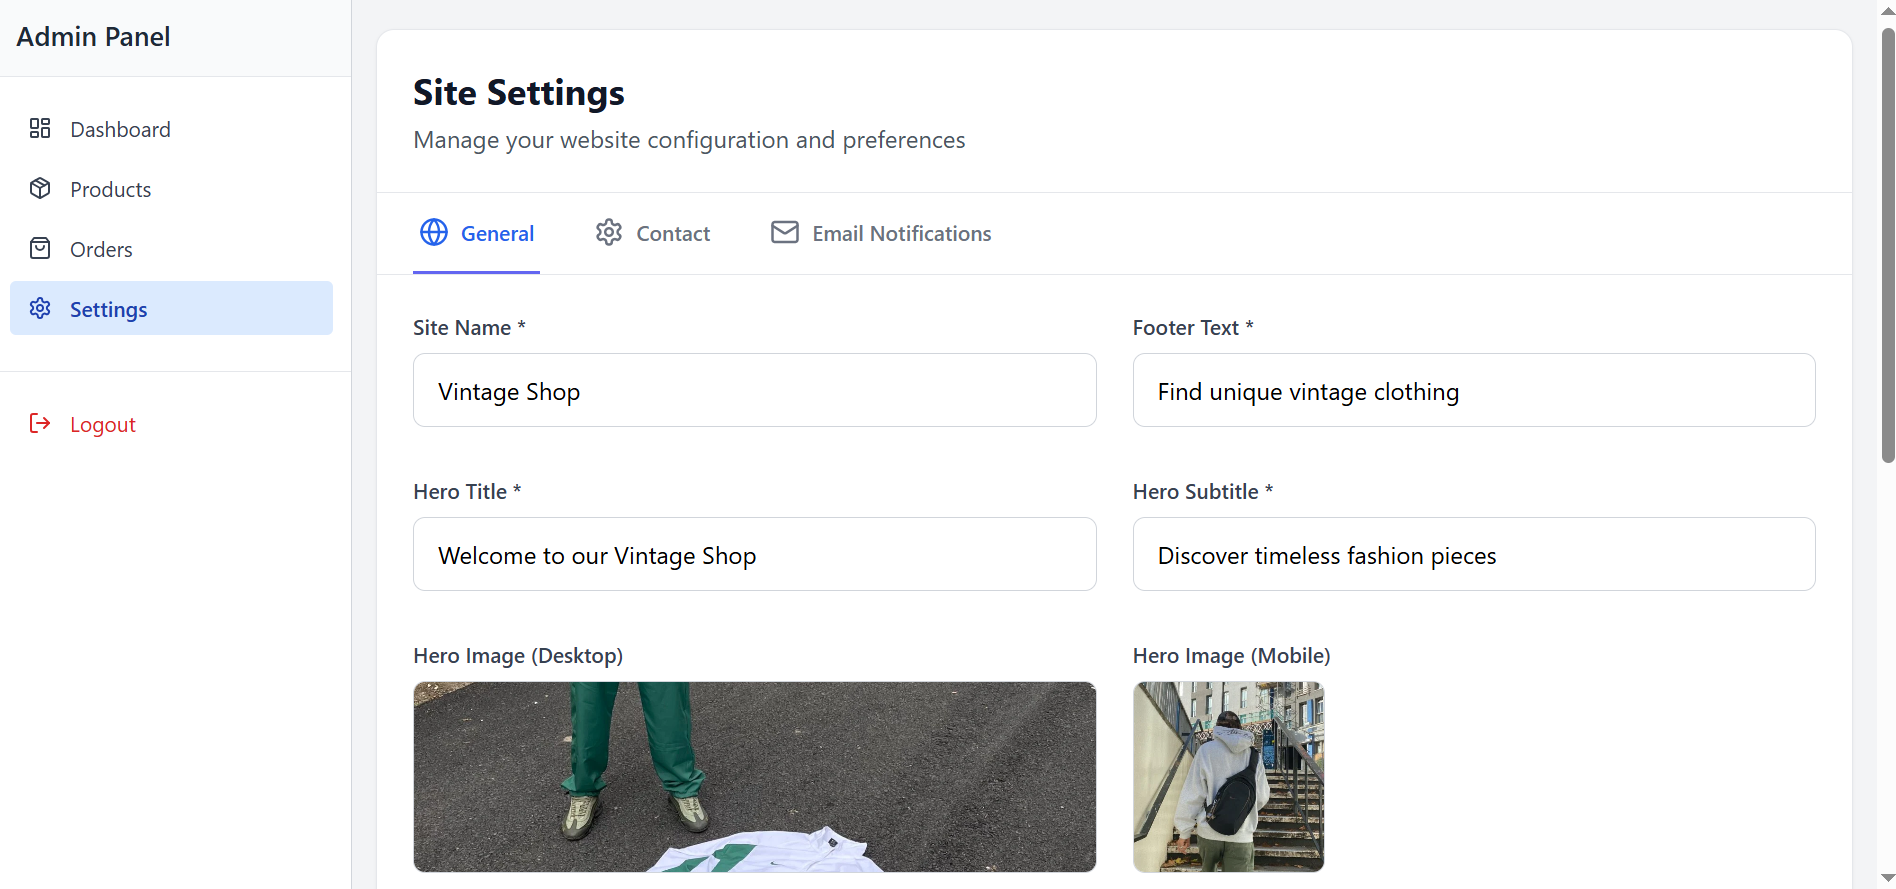 Admin Panel
Dashboard
Products
Orders
Settings
Logout
Site Settings
Manage your website configuration and preferences
General
Contact
Email Notifications
Site Name *
Vintage Shop
Footer Text *
Find unique vintage clothing
Hero Title *
Welcome to our Vintage Shop
Hero Subtitle *
Discover timeless fashion pieces
Hero Image (Desktop)
Hero Image (Mobile)